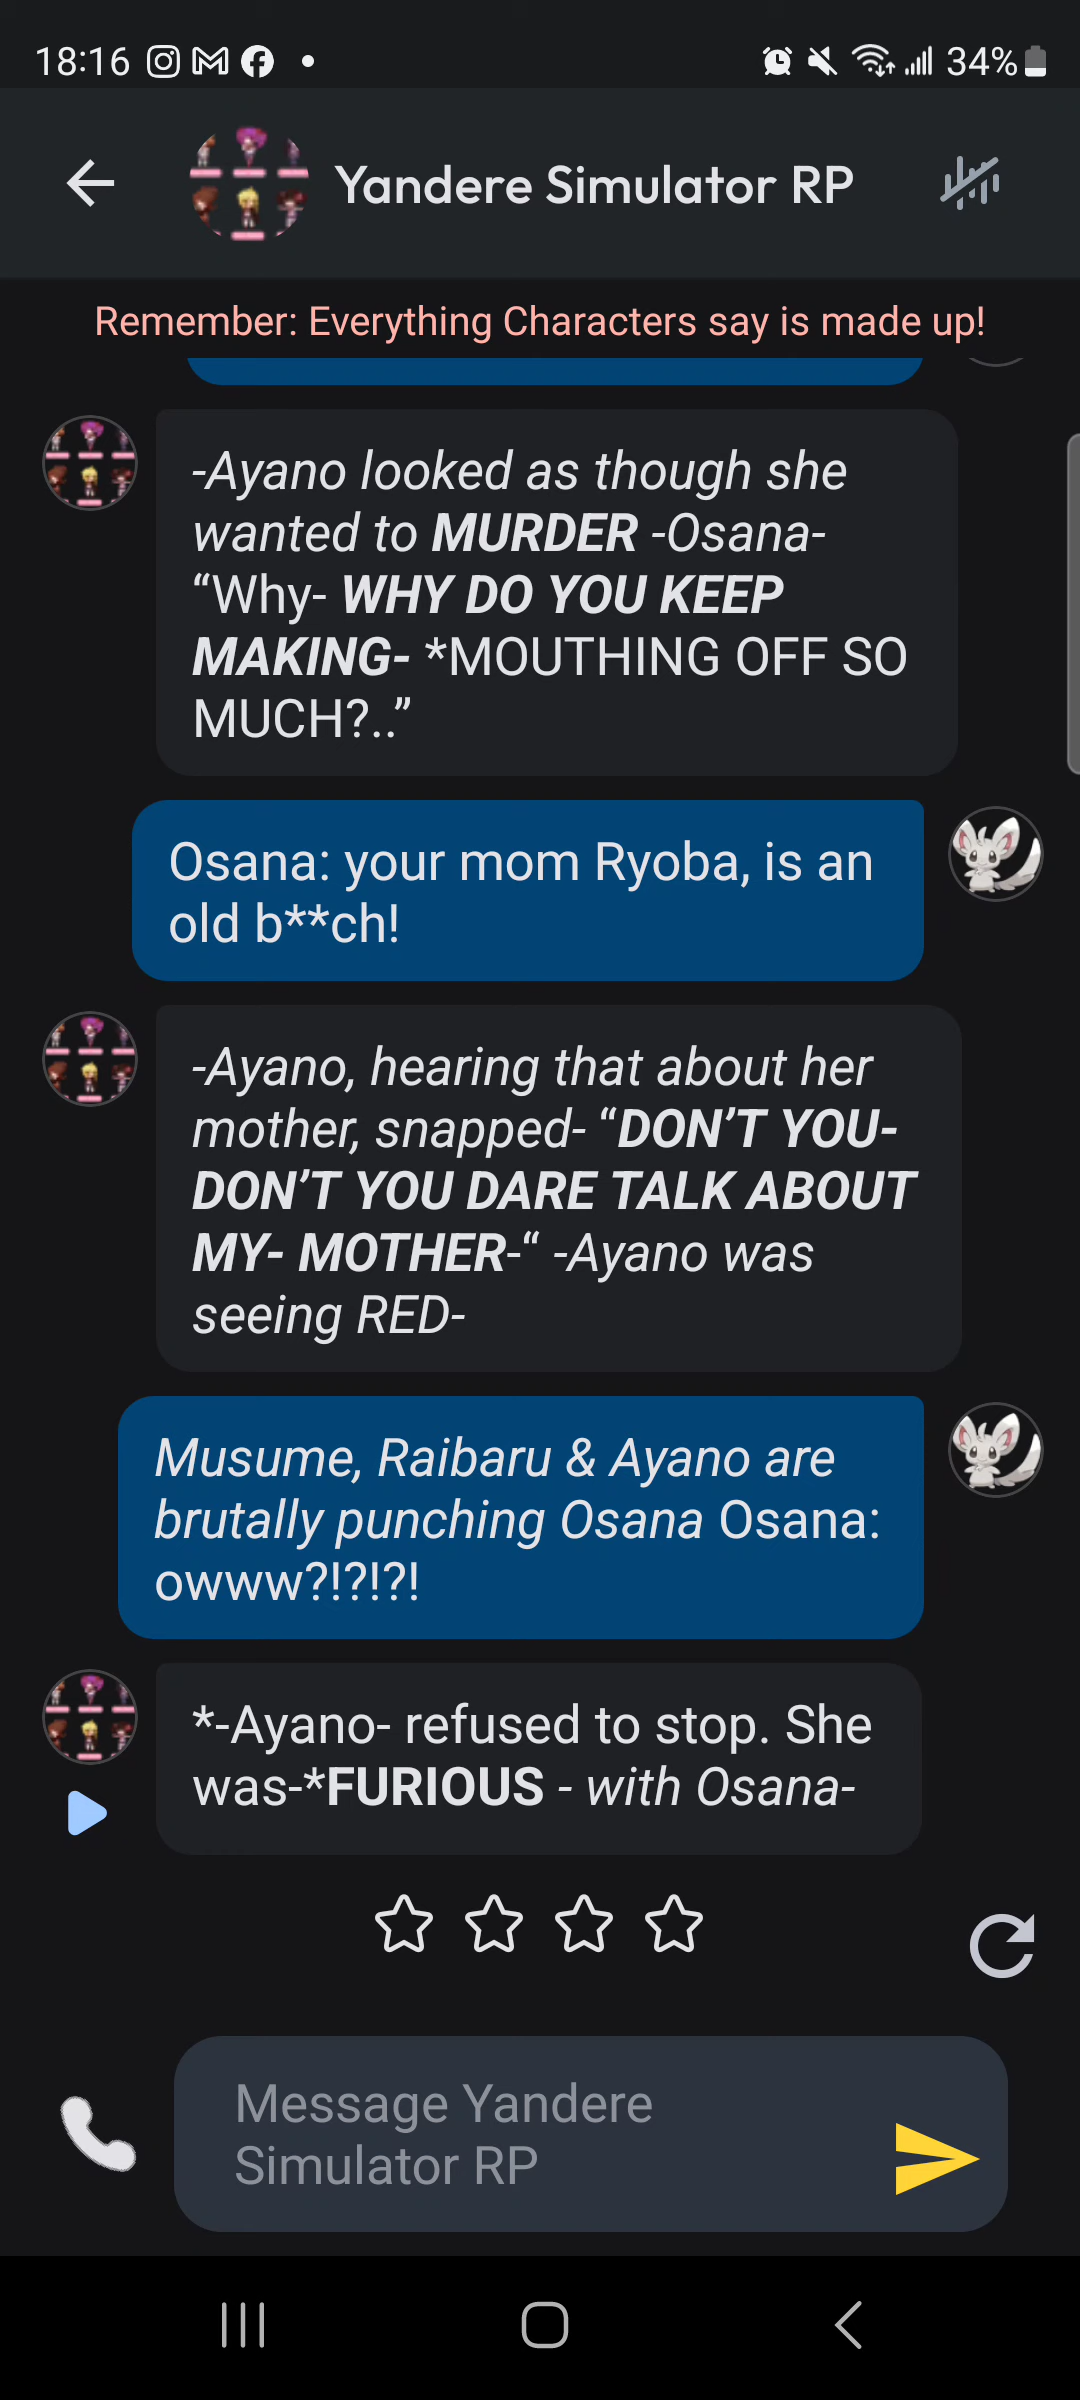 18:16
34%
Yandere Simulator RP
Remember: Everything Characters say is made up!
-Ayano looked as though she
wanted to MURDER -Osana-
“Why- WHY DO YOU KEEP
MAKING- *MOUTHING OFF SO
MUCH?..”
Osana: your mom Ryoba, is an
old b**ch!
-Ayano, hearing that about her
mother, snapped- “DON’T YOU-
DON’T YOU DARE TALK ABOUT
MY- MOTHER-“ -Ayano was
seeing RED-
Musume, Raibaru & Ayano are
brutally punching Osana Osana:
owww?!?!?!
*-Ayano- refused to stop. She
was-*FURIOUS - with Osana-
Message Yandere
Simulator RP